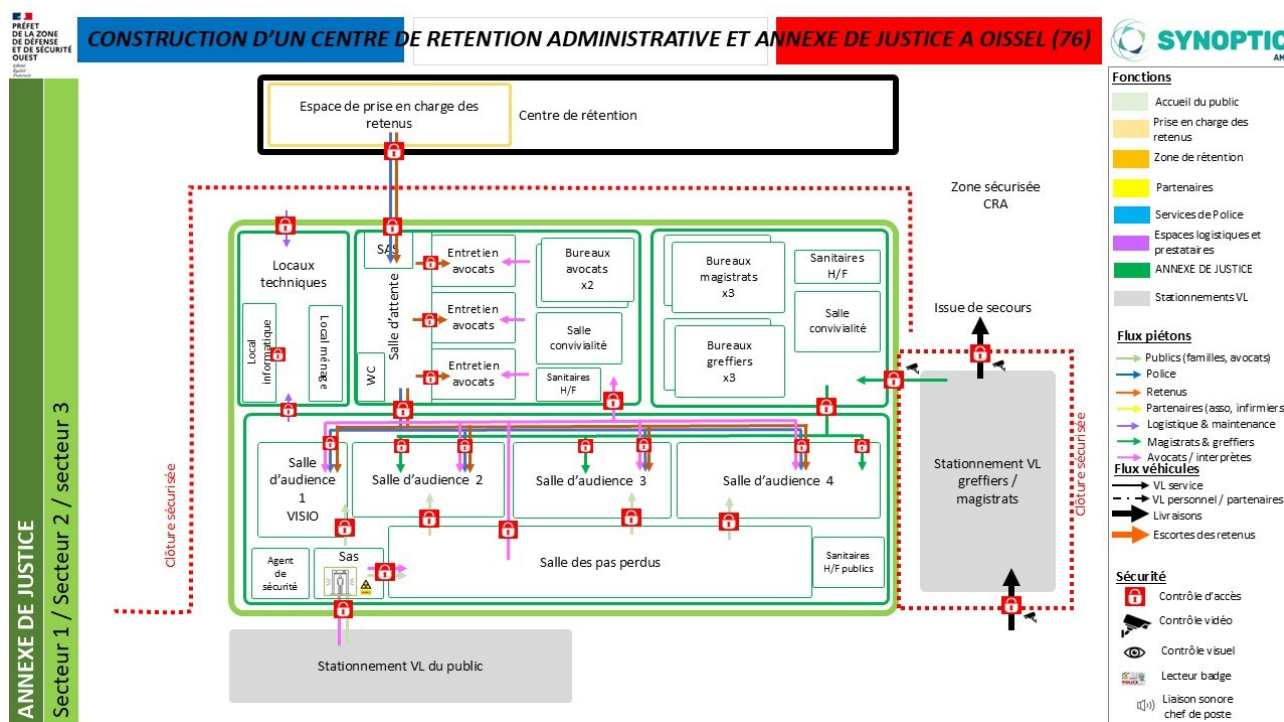 PRÉFET
DE LA ZONE
DE DÉFENSE
ET DE SÉCURITÉ
OUEST
Liberté
Égalité
Fraternité
CONSTRUCTION D'UN CENTRE DE RETENTION ADMINISTRATIVE ET ANNEXE DE JUSTICE A OISSEL (76)
SYNOPTIC
AM
ANNEXE DE JUSTICE
Secteur 1 / Secteur 2 / secteur 3
Espace de prise en charge des
retenus
Centre de rétention
Zone sécurisée
CRA
Clôture sécurisée
Locaux
techniques
Local
informatique
Local ménage
SAS
Salle d'attente
WC
Entretien
avocats
Entretien
avocats
Entretien
avocats
Bureaux
avocats
x2
Salle
convivialité
Sanitaires
H/F
Bureaux
magistrats
x3
Bureaux
greffiers
x3
Sanitaires
H/F
Salle
convivialité
Issue de secours
Stationnement VL
greffiers /
magistrats
Clôture sécurisée
Salle
d'audience
1
VISIO
Salle d'audience 2
Salle d'audience 3
Salle d'audience 4
Agent
de
sécurité
Sas
Salle des pas perdus
Sanitaires
H/F publics
Stationnement VL du public
Fonctions
Accueil du public
Prise en charge des
retenus
Zone de rétention
Partenaires
Services de Police
Espaces logistiques et
prestataires
ANNEXE DE JUSTICE
Stationnements VL
Flux piétons
Publics (familles, avocats)
Police
Retenus
Partenaires (asso, infirmiers
Logistique & maintenance
Magistrats & greffiers
Avocats / interprètes
Flux véhicules
VL service
VL personnel / partenaires
Livraisons
Escortes des retenus
Sécurité
Contrôle d'accès
Contrôle vidéo
Contrôle visuel
POLICE
Lecteur badge
Liaison sonore
chef de poste